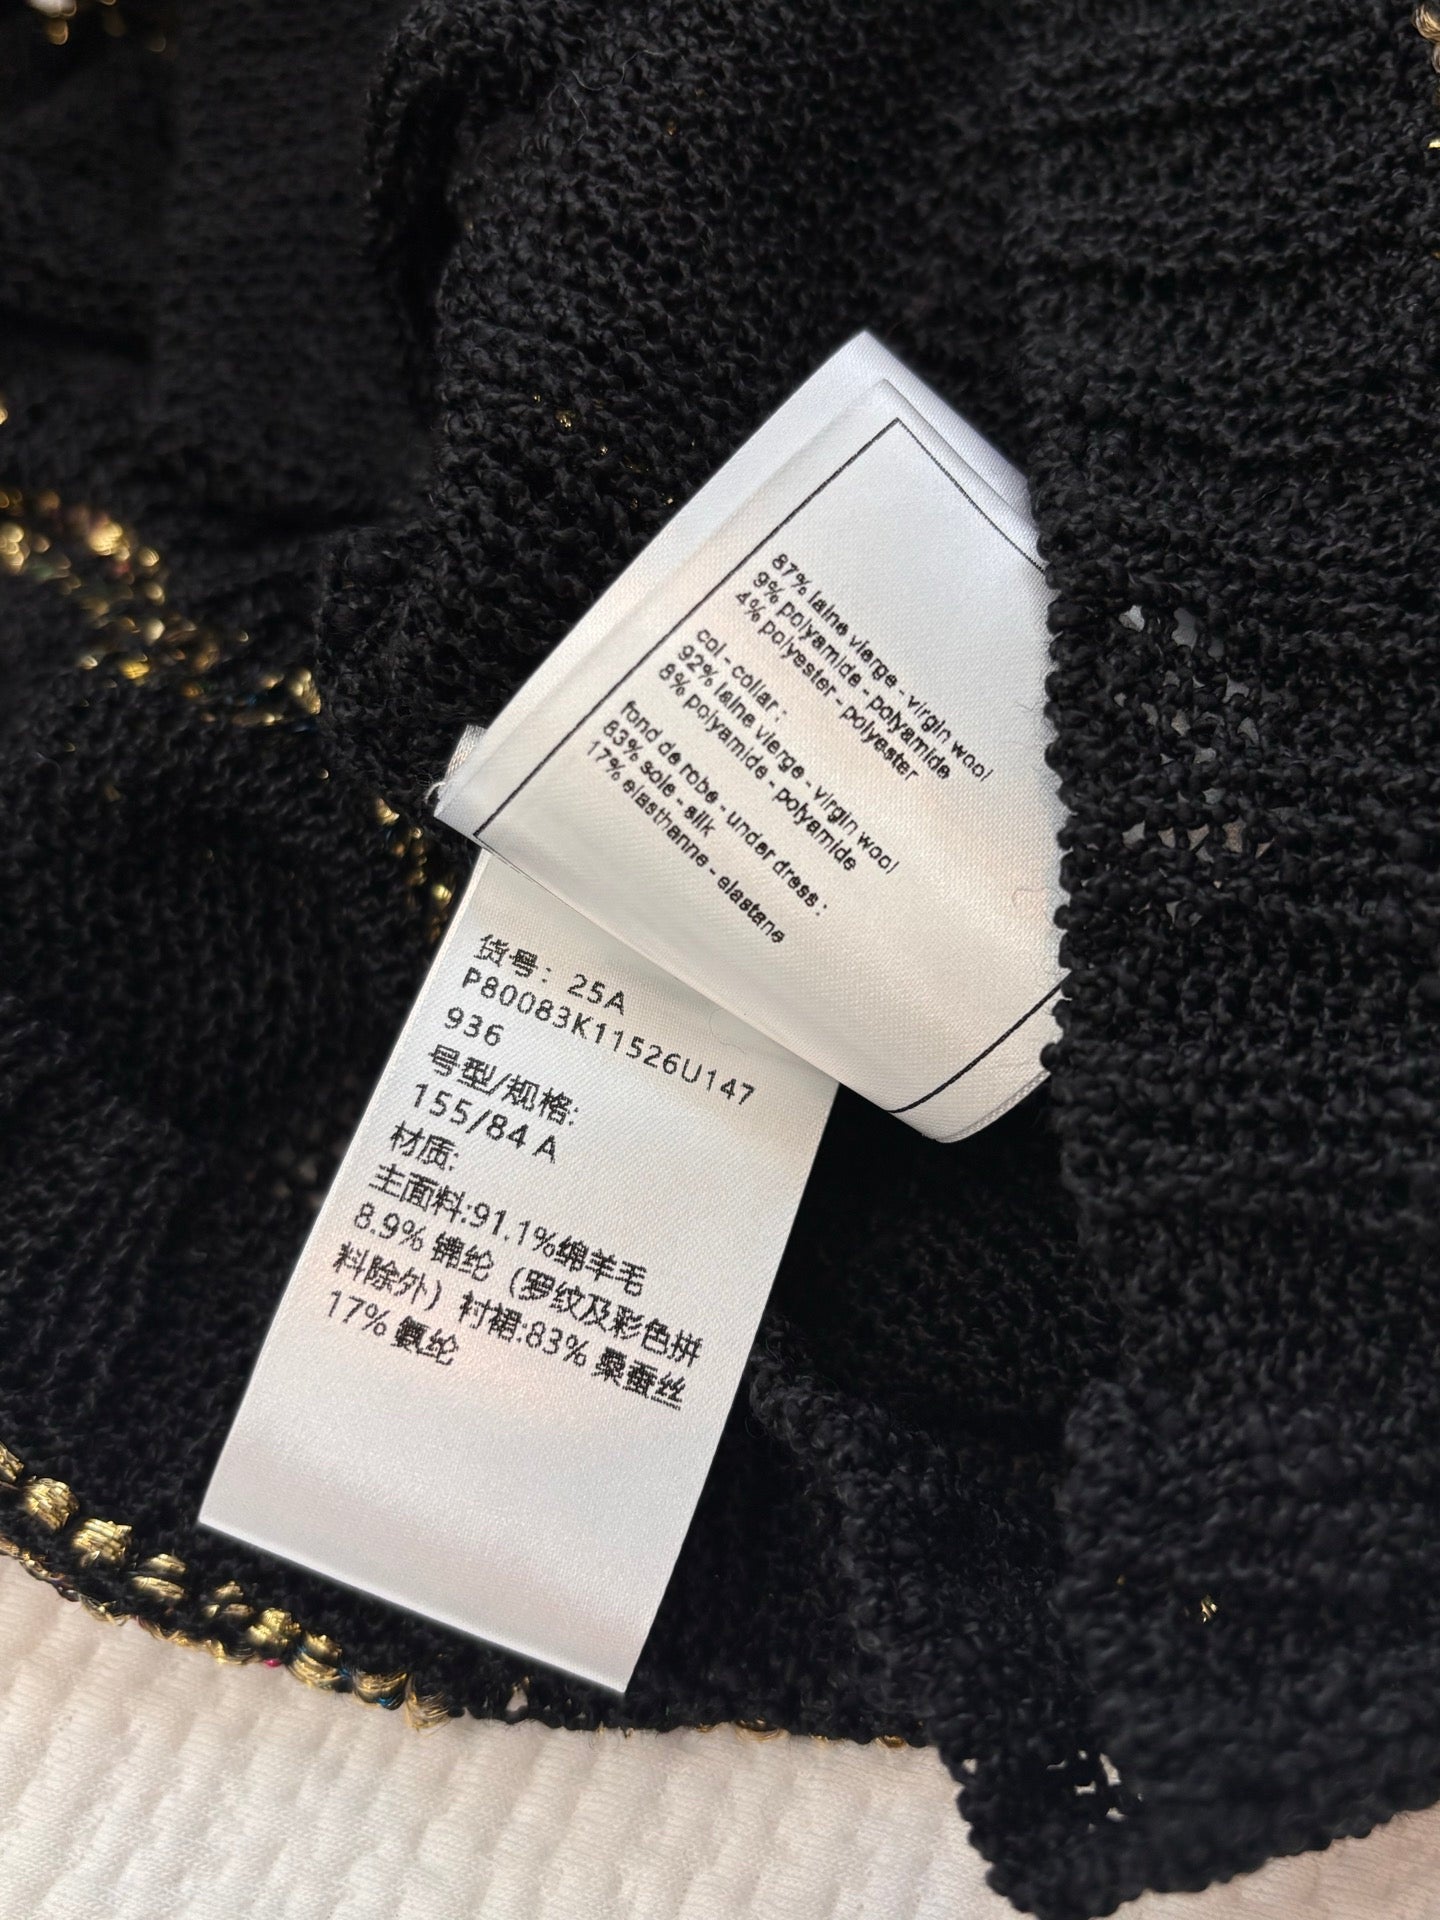 87% laine vierge - virgin wool
9% polyamide - polyamide
4% polyester - polyester
col - collar :
92% laine vierge - virgin wool
8% polyamide - polyamide
fond de robe - under dress :
83% soie - silk
17% elasthanne - elastane
货号: 25A
P80083K11526U147
936
号型/规格:
155/84 A
材质:
主面料:91.1%绵羊毛
8.9% 锦纶（罗纹及彩色拼
料除外）衬裙:83% 桑蚕丝
17% 氨纶